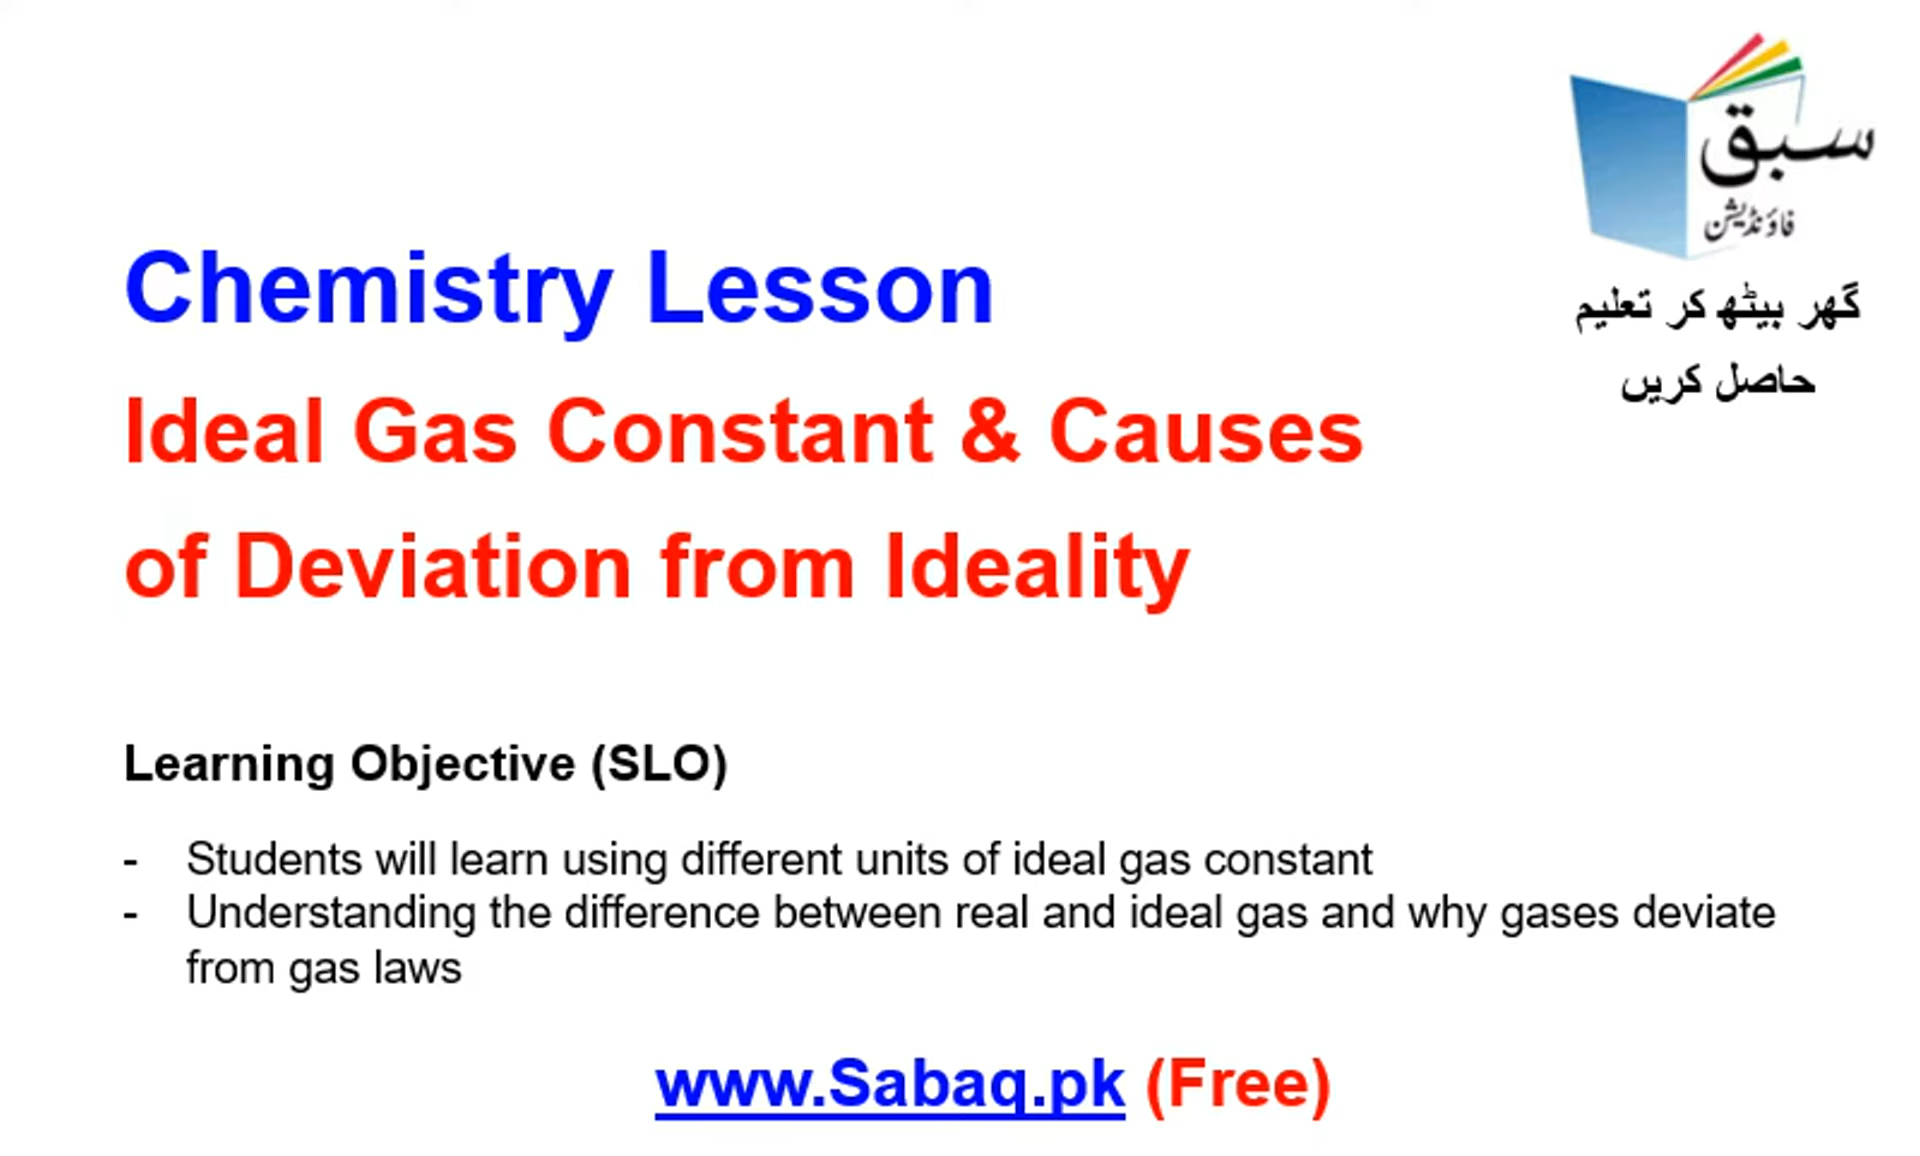 سبق
فاؤنڈیشن
گھر بیٹھ کر تعلیم
حاصل کریں
Chemistry Lesson
Ideal Gas Constant & Causes
of Deviation from Ideality
Learning Objective (SLO)
- Students will learn using different units of ideal gas constant
- Understanding the difference between real and ideal gas and why gases deviate
from gas laws
www.Sabaq.pk (Free)